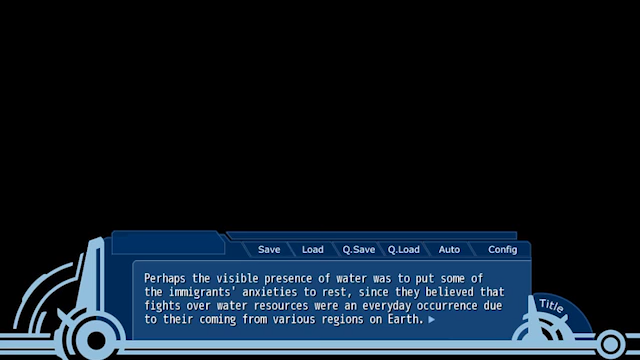 Save Load Q.Save Q.Load Auto Config
Perhaps the visible presence of water was to put some of
the immigrants' anxieties to rest, since they believed that
fights over water resources were an everyday occurrence due
to their coming from various regions on Earth.
Title